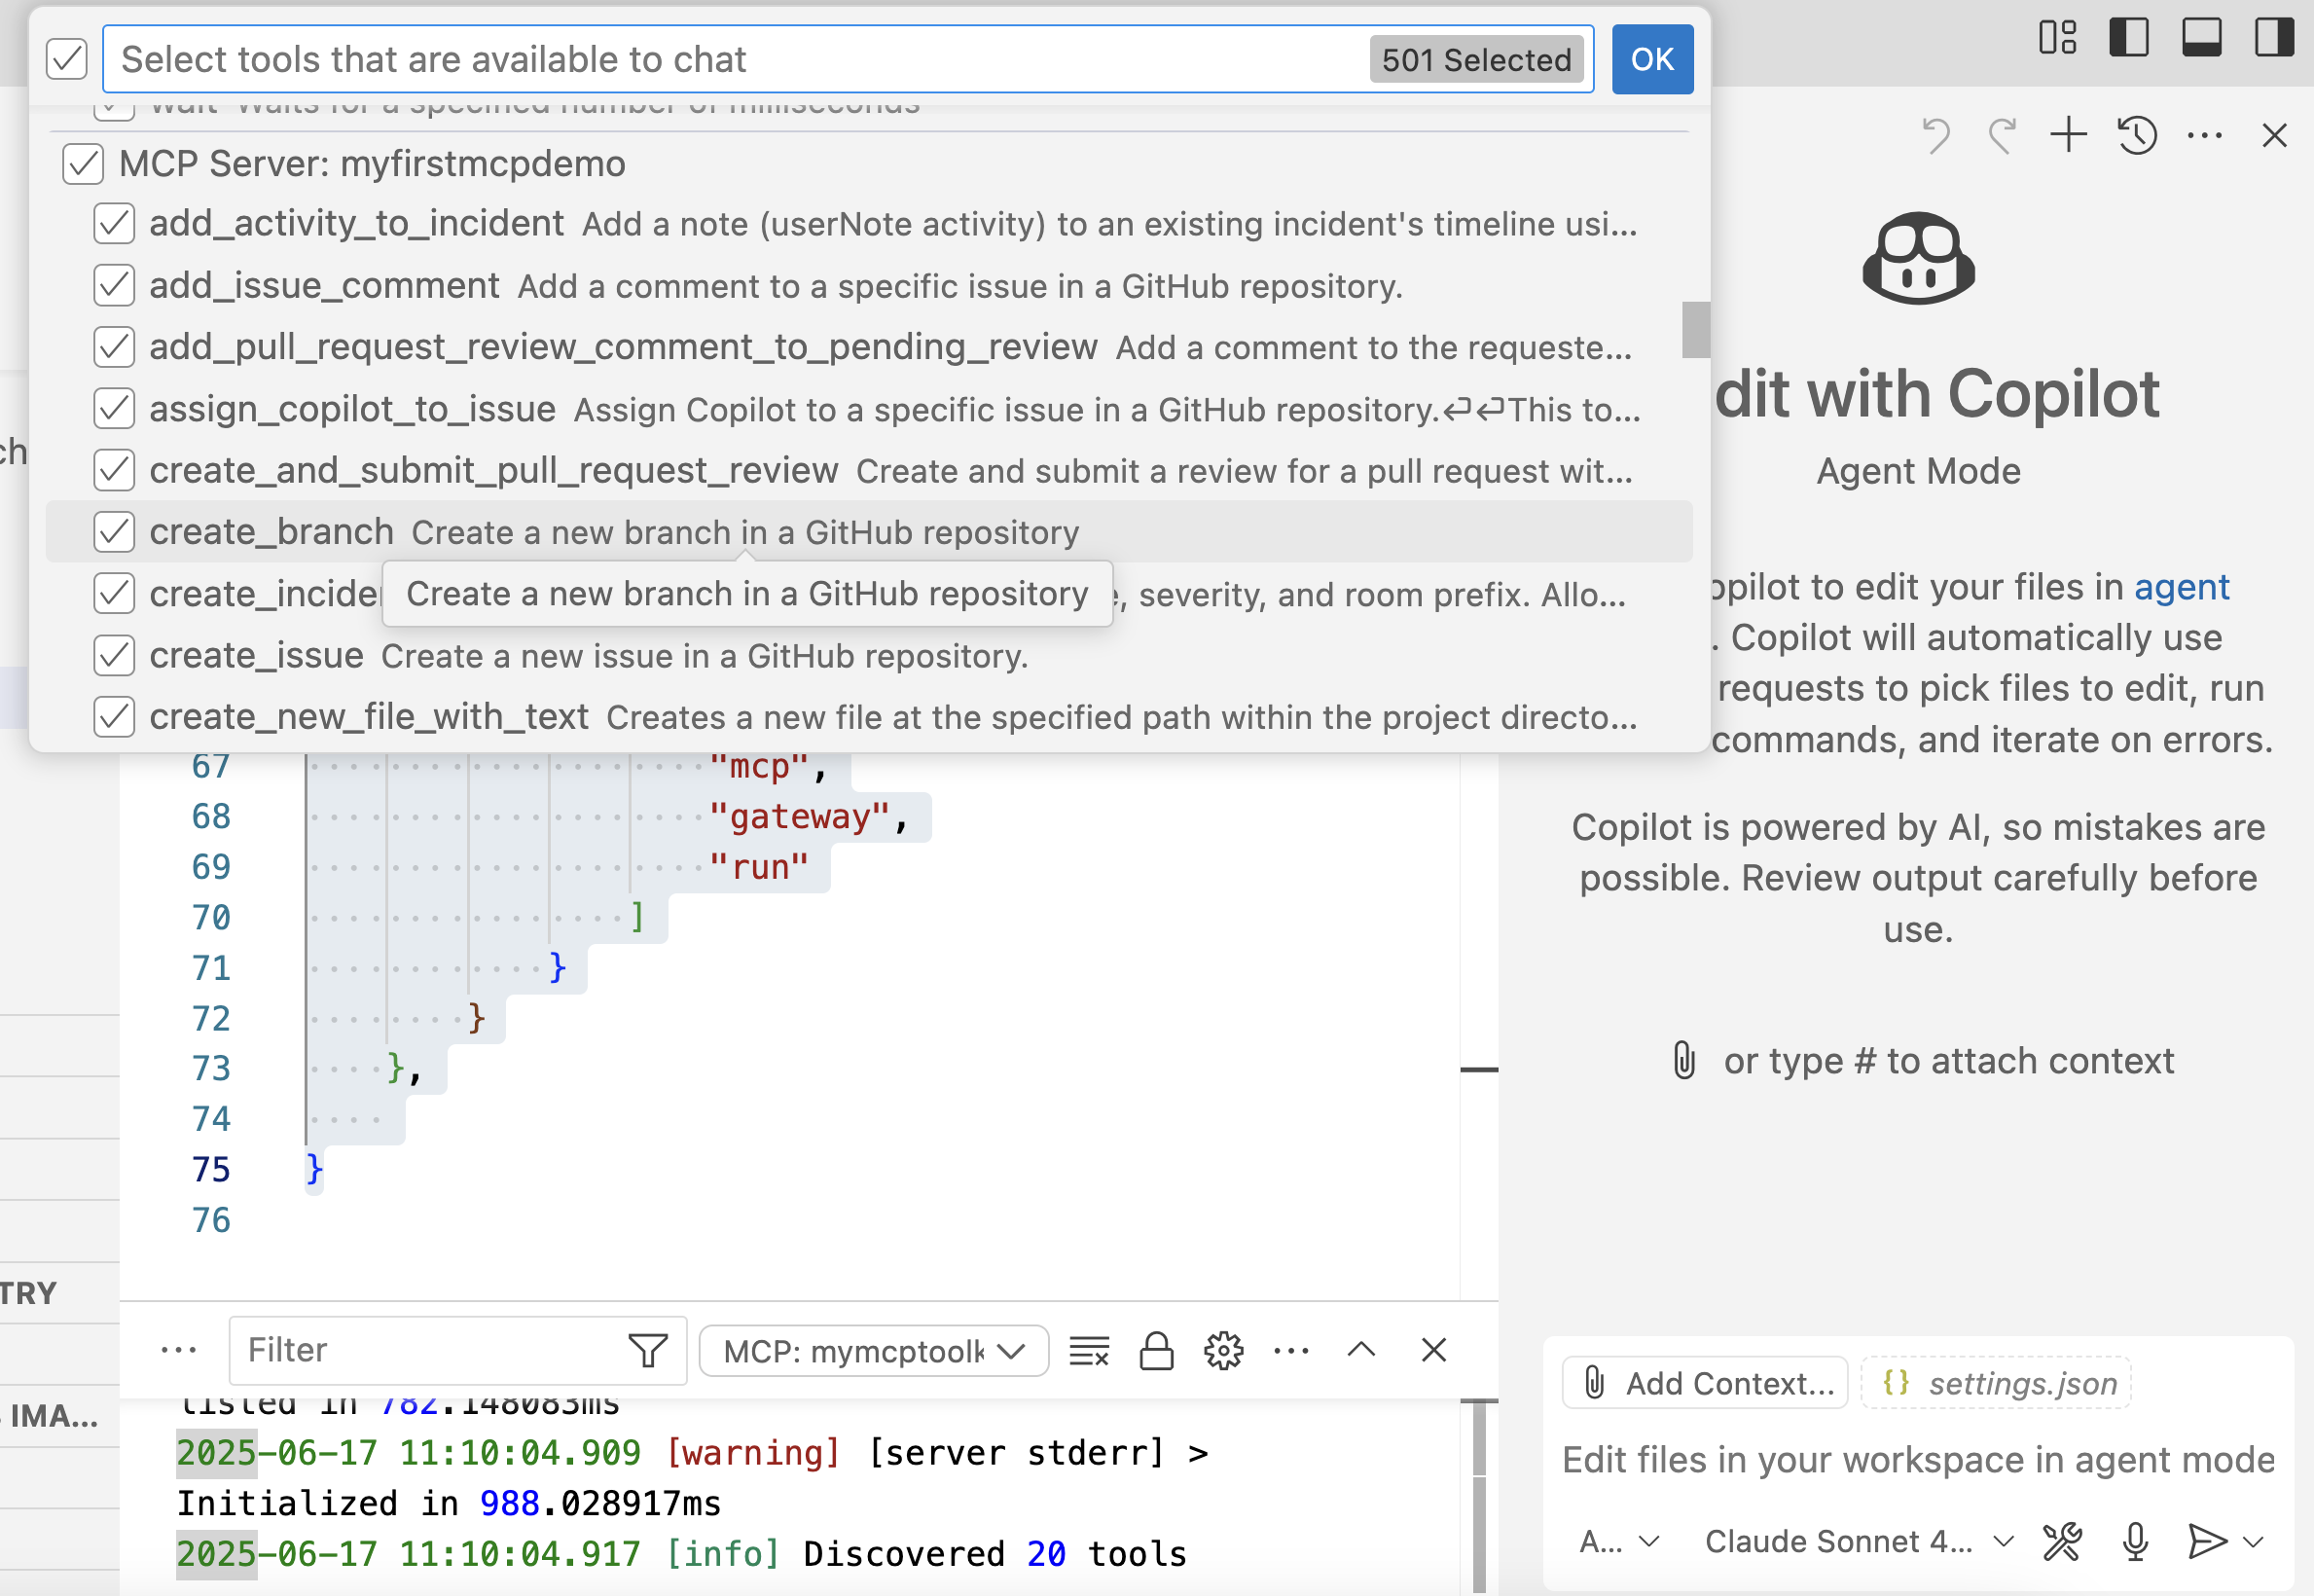 Select tools that are available to chat 501 Selected OK
wait Waits for a specified number of milliseconds
MCP Server: myfirstmcpdemo
add_activity_to_incident Add a note (userNote activity) to an existing incident's timeline usi...
add_issue_comment Add a comment to a specific issue in a GitHub repository.
add_pull_request_review_comment_to_pending_review Add a comment to the requeste...
assign_copilot_to_issue Assign Copilot to a specific issue in a GitHub repository.⏎⏎This to...
create_and_submit_pull_request_review Create and submit a review for a pull request wit...
create_branch Create a new branch in a GitHub repository
Create a new branch in a GitHub repository
create_incide , severity, and room prefix. Allo...
create_issue Create a new issue in a GitHub repository.
create_new_file_with_text Creates a new file at the specified path within the project directo...
ch
67 "mcp",
68 "gateway",
69 "run"
70 ]
71 }
72 }
73 },
74
75 }
76
TRY
IMA...
Filter MCP: mymcptoolk
listed in 782.148083ms
2025-06-17 11:10:04.909 [warning] [server stderr] >
Initialized in 988.028917ms
2025-06-17 11:10:04.917 [info] Discovered 20 tools
dit with Copilot
Agent Mode
opilot to edit your files in agent
. Copilot will automatically use
requests to pick files to edit, run
commands, and iterate on errors.
Copilot is powered by AI, so mistakes are
possible. Review output carefully before
use.
or type # to attach context
Add Context... {} settings.json
Edit files in your workspace in agent mode
A... Claude Sonnet 4...